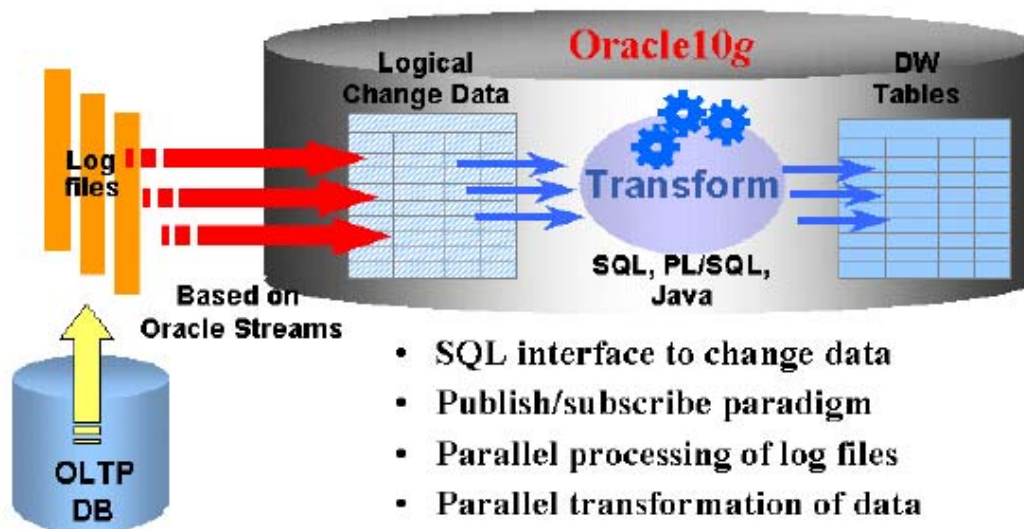 Oracle10g
Logical
Change Data
DW
Tables
Log
files
Transform
SQL, PL/SQL,
Java
Based on
Oracle Streams
OLTP
DB
• SQL interface to change data
• Publish/subscribe paradigm
• Parallel processing of log files
• Parallel transformation of data